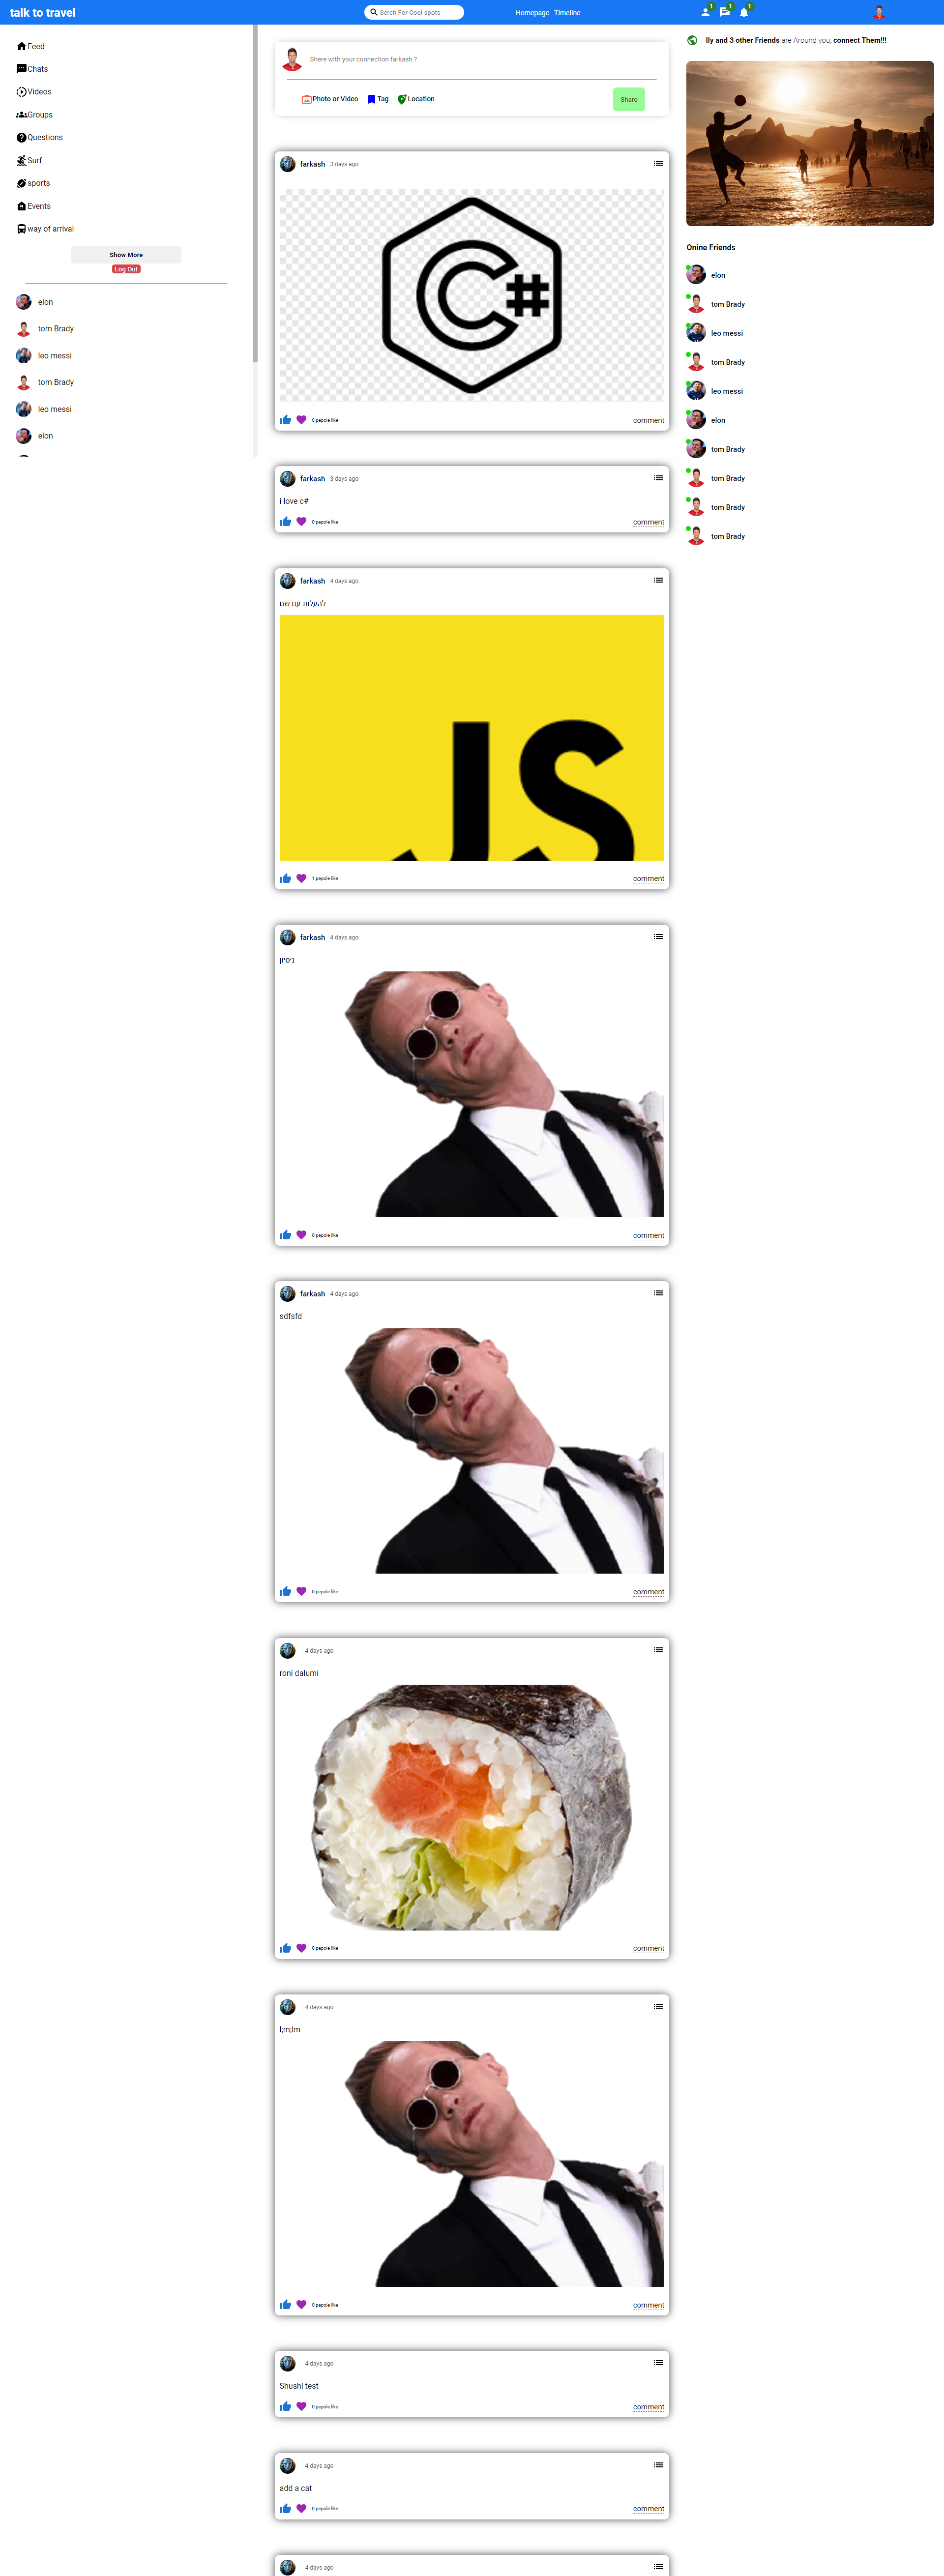 talk to travel
Serch For Cool spots
Homepage Timeline
1 1 1
Feed
Chats
Videos
Groups
Questions
Surf
sports
Events
way of arrival
Show More
Log Out
elon
tom Brady
leo messi
tom Brady
leo messi
elon
Shere with your connection farkash ?
Photo or Video Tag Location Share
farkash 3 days ago
C#
0 pepole like comment
farkash 3 days ago
i love c#
0 pepole like comment
farkash 4 days ago
להעלות עם שם
JS
1 pepole like comment
farkash 4 days ago
ניסיון
0 pepole like comment
farkash 4 days ago
sdfsfd
0 pepole like comment
4 days ago
roni dalumi
0 pepole like comment
4 days ago
l;m;lm
0 pepole like comment
4 days ago
Shushi test
0 pepole like comment
4 days ago
add a cat
0 pepole like comment
4 days ago
Ily and 3 other Friends are Around you, connect Them!!!
Onine Friends
elon
tom Brady
leo messi
tom Brady
leo messi
elon
tom Brady
tom Brady
tom Brady
tom Brady